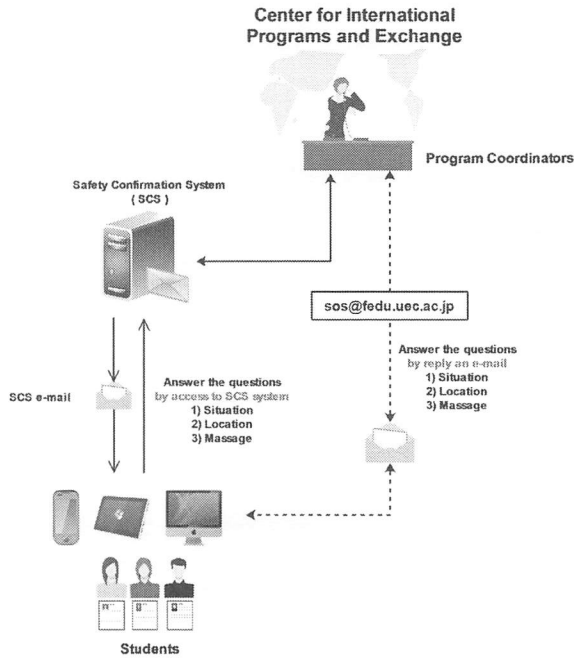 Center for International
Programs and Exchange
Program Coordinators
Safety Confirmation System
( SCS )
sos@fedu.uec.ac.jp
Answer the questions
by reply an e-mail
1) Situation
2) Location
3) Massage
SCS e-mail
Answer the questions
by access to SCS system
1) Situation
2) Location
3) Massage
Students